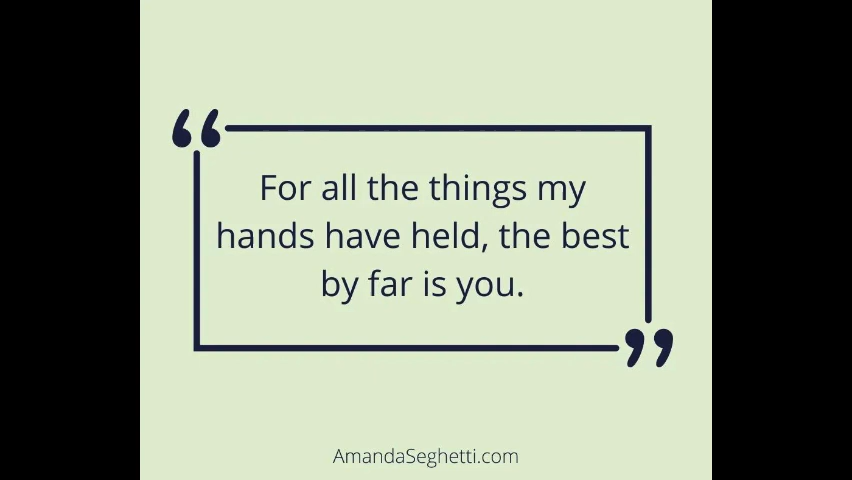 “
For all the things my
hands have held, the best
by far is you.
”
AmandaSeghetti.com